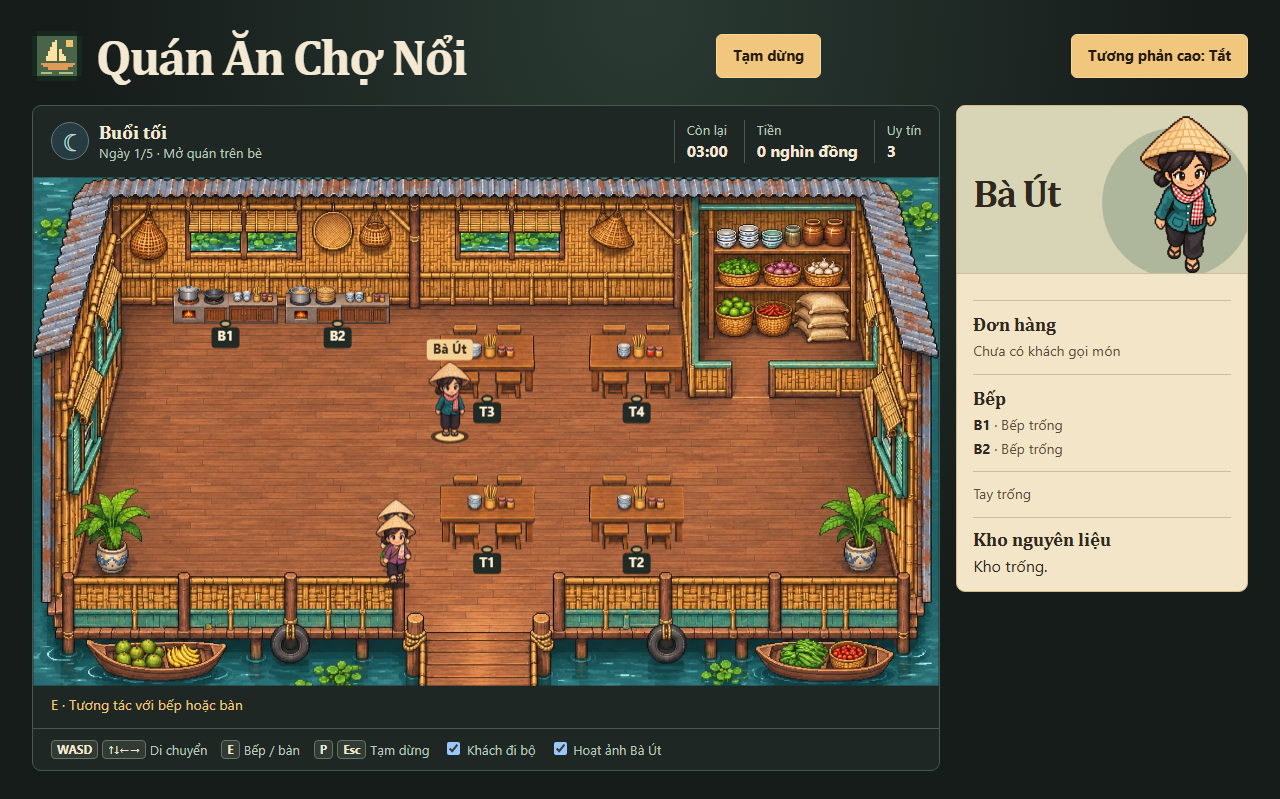 Quán Ăn Chợ Nổi
Tạm dừng
Tương phản cao: Tắt
Buổi tối
Ngày 1/5 · Mở quán trên bè
Còn lại
03:00
Tiền
0 nghìn đồng
Uy tín
3
B1
B2
Bà Út
T3
T4
T1
T2
E · Tương tác với bếp hoặc bàn
WASD ↑↓←→ Di chuyển E Bếp / bàn P Esc Tạm dừng Khách đi bộ Hoạt ảnh Bà Út
Bà Út
Đơn hàng
Chưa có khách gọi món
Bếp
B1 · Bếp trống
B2 · Bếp trống
Tay trống
Kho nguyên liệu
Kho trống.